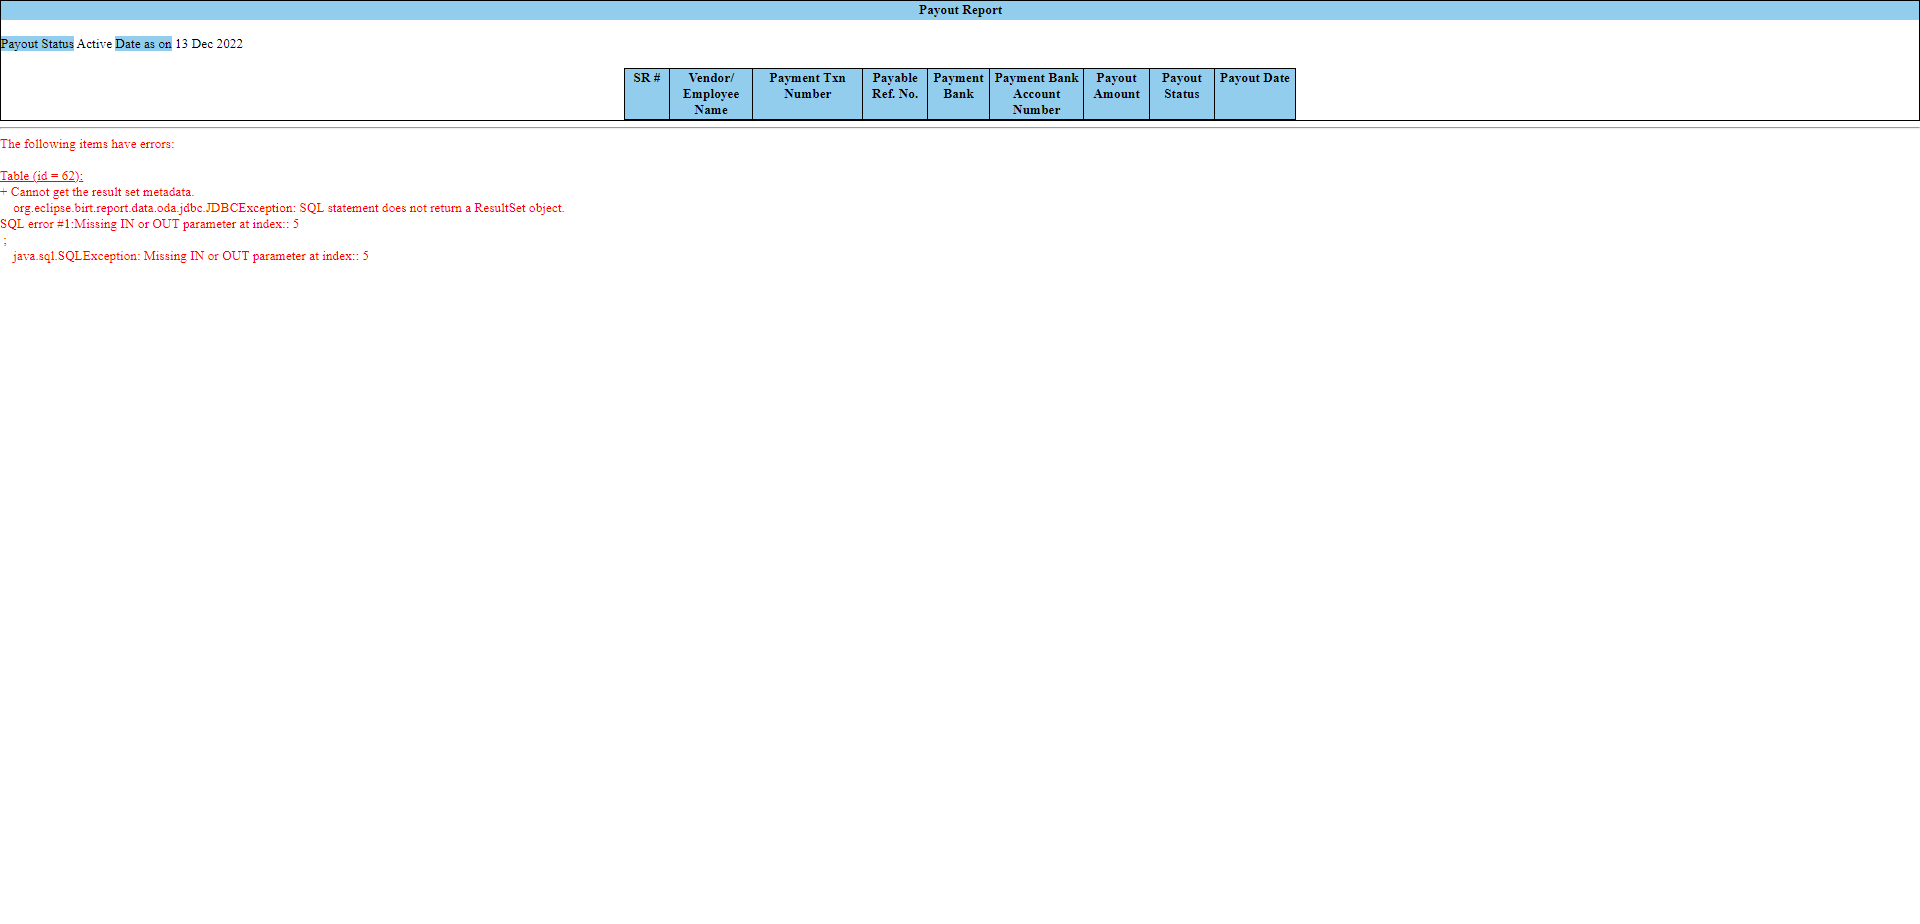 Payout Report
Payout Status Active Date as on 13 Dec 2022
SR #
Vendor/
Employee
Name
Payment Txn
Number
Payable
Ref. No.
Payment
Bank
Payment Bank
Account
Number
Payout
Amount
Payout
Status
Payout Date
The following items have errors:
Table (id = 62):
+ Cannot get the result set metadata.
org.eclipse.birt.report.data.oda.jdbc.JDBCException: SQL statement does not return a ResultSet object.
SQL error #1:Missing IN or OUT parameter at index:: 5
;
java.sql.SQLException: Missing IN or OUT parameter at index:: 5